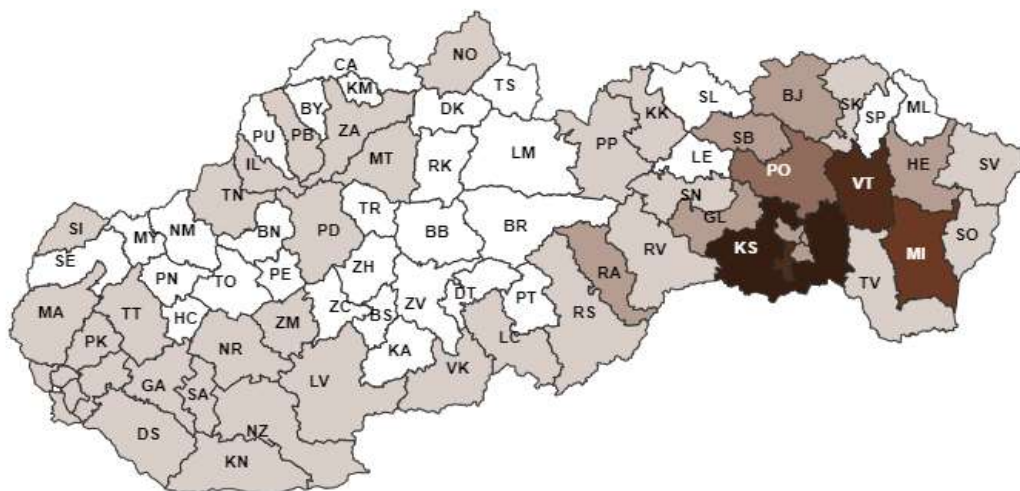 NO
CA
TS
KM
BY
DK
PU
PB
ZA
IL
MT
RK
LM
TN
TR
SI
MY
NM
BN
PD
BB
BR
SE
PN
TO
PE
ZH
MA
TT
HC
ZM
ZC
BS
ZV
DT
PT
PK
NR
KA
LC
RS
GA
SA
LV
VK
DS
NZ
KN
SL
BJ
SK
SP
ML
KK
PP
SB
LE
PO
VT
HE
SV
SN
GL
KS
MI
SO
RA
RV
TV